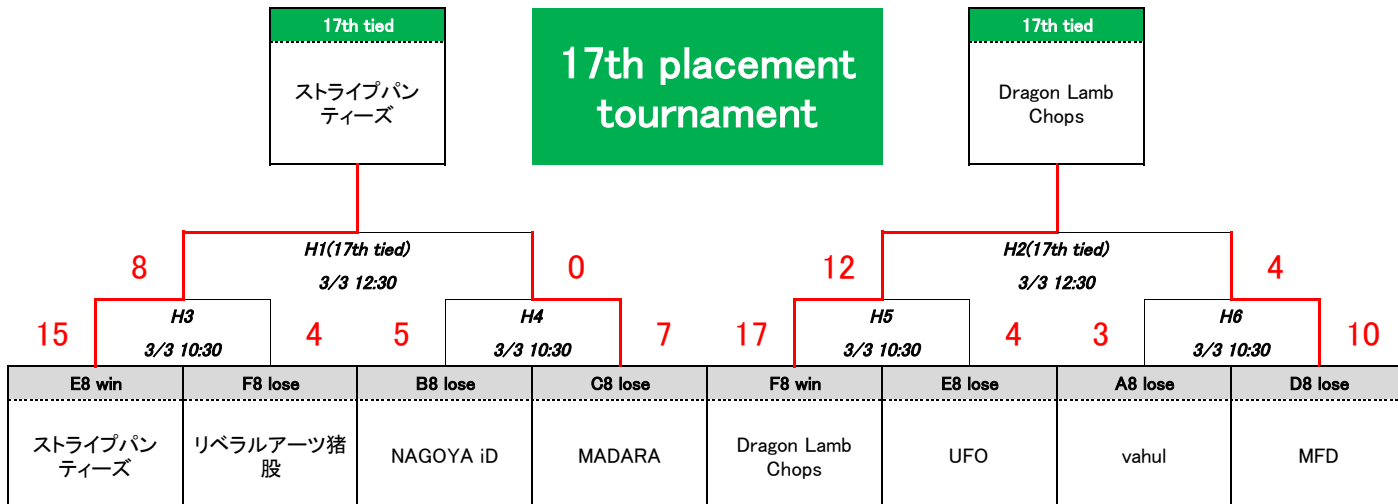 17th tied
ストライプパン
ティーズ
17th placement
tournament
17th tied
Dragon Lamb
Chops
8
H1(17th tied)
3/3 12:30
0
12
H2(17th tied)
3/3 12:30
4
15
H3
3/3 10:30
4
5
H4
3/3 10:30
7
17
H5
3/3 10:30
4
3
H6
3/3 10:30
10
E8 win
F8 lose
B8 lose
C8 lose
F8 win
E8 lose
A8 lose
D8 lose
ストライプパン
ティーズ
リベラルアーツ猪
股
NAGOYA iD
MADARA
Dragon Lamb
Chops
UFO
vahul
MFD